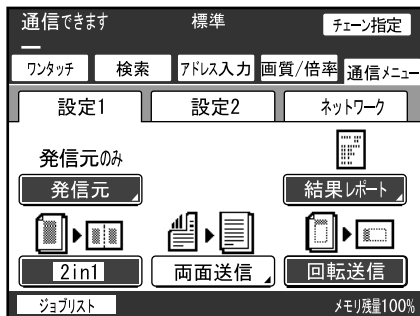 通信できます 標準 チェーン指定
ワンタッチ 検索 アドレス入力 画質/倍率 通信メニュー
設定1 設定2 ネットワーク
発信元のみ
発信元 結果レポート
2in1 両面送信 回転送信
ジョブリスト メモリ残量100%